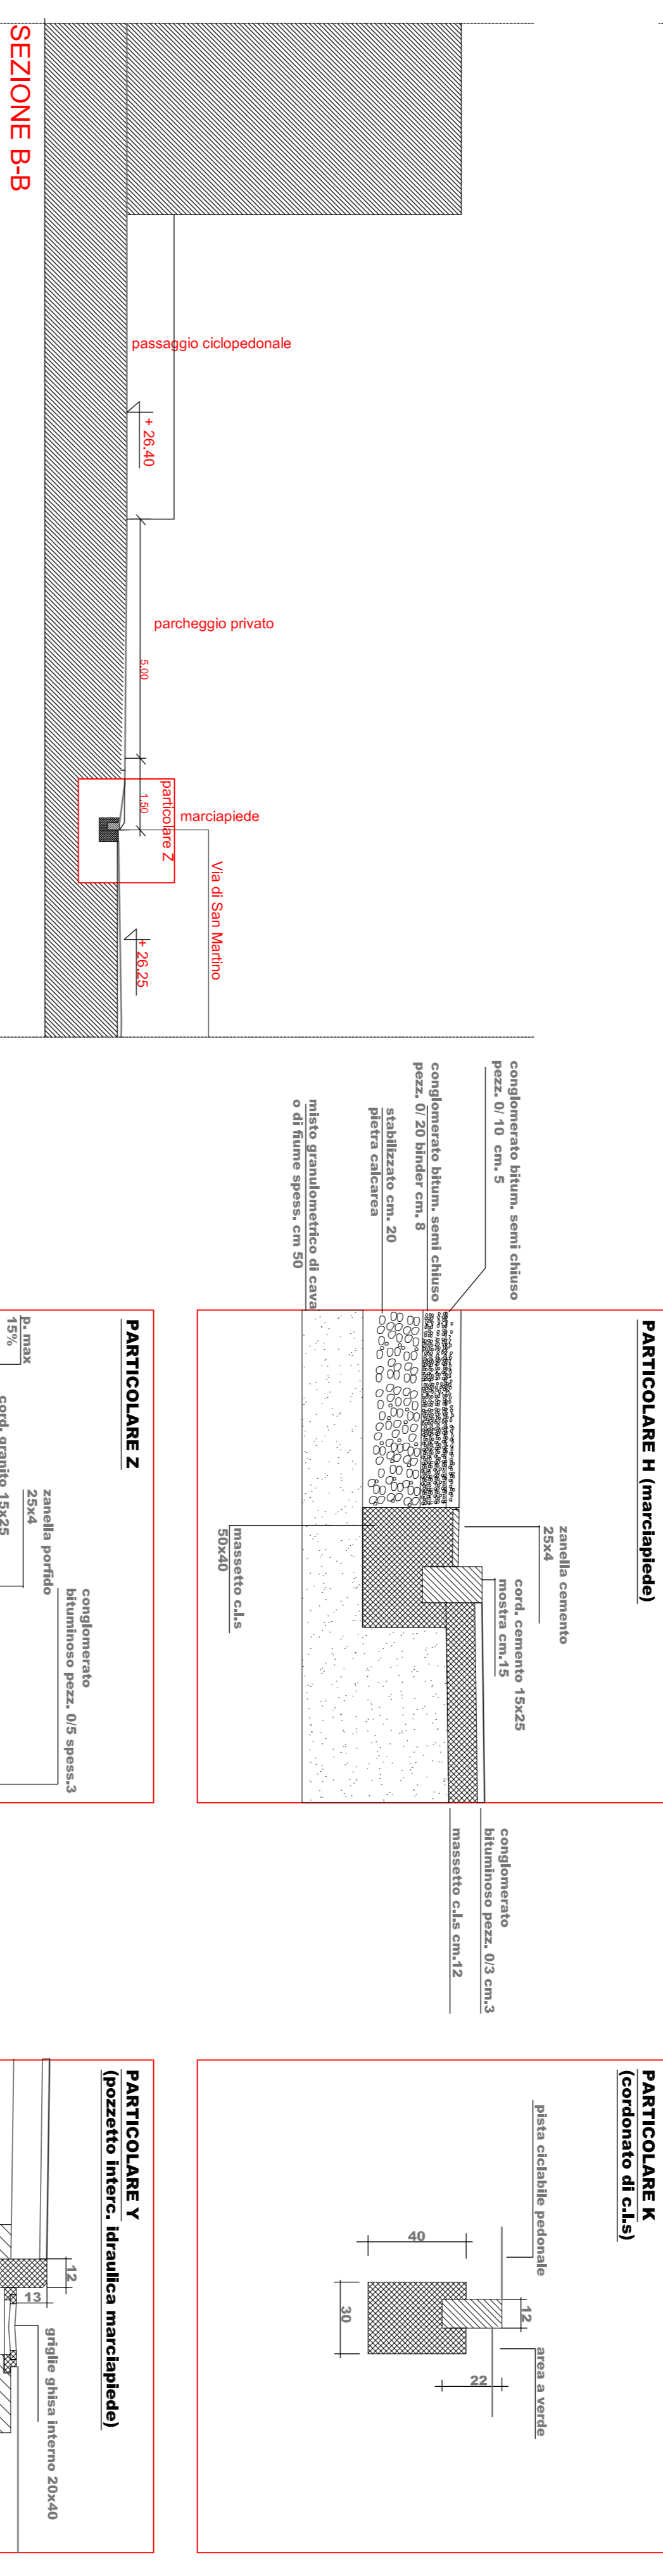 SEZIONE B-B
passaggio ciclopedonale
+ 26.40
parcheggio privato
5.00
1.50
marciapiede
particolare Z
Via di San Martino
+ 26.25
PARTICOLARE H (marciapiede)
conglomerato bitum. semi chiuso
pezz. 0/ 10 cm. 5
conglomerato bitum. semi chiuso
pezz. 0/ 20 binder cm. 8
stabilizzato cm. 20
pietra calcarea
misto granulometrico di cava
o di fiume spess. cm 50
zanella cemento
25x4
cord. cemento 15x25
mostra cm.15
massetto c.l.s
50x40
conglomerato
bituminoso pezz. 0/3 cm.3
massetto c.l.s cm.12
PARTICOLARE K
(cordonato di c.l.s)
pista ciclabile pedonale
area a verde
40
12
30
22
PARTICOLARE Z
p. max
15%
cord. granito 15x25
zanella porfido
25x4
conglomerato
bituminoso pezz. 0/5 spess.3
PARTICOLARE Y
(pozzetto interc. idraulica marciapiede)
12
13
griglie ghisa interno 20x40